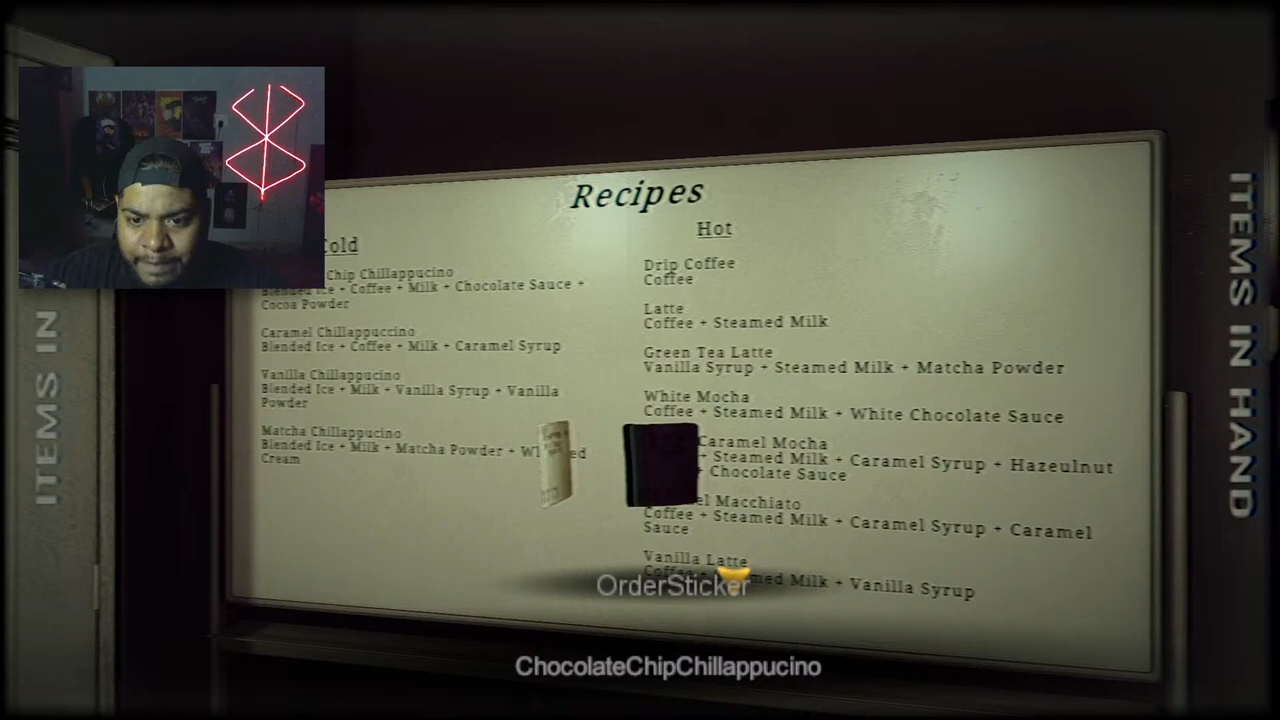 Recipes
Cold
Chip Chillappucino
Blended Ice + Coffee + Milk + Chocolate Sauce +
Cocoa Powder
Caramel Chillappuccino
Blended Ice + Coffee + Milk + Caramel Syrup
Vanilla Chillappucino
Blended Ice + Milk + Vanilla Syrup + Vanilla
Powder
Matcha Chillappucino
Blended Ice + Milk + Matcha Powder +
Cream
Hot
Drip Coffee
Coffee
Latte
Coffee + Steamed Milk
Green Tea Latte
Vanilla Syrup + Steamed Milk + Matcha Powder
White Mocha
Coffee + Steamed Milk + White Chocolate Sauce
Caramel Mocha
+ Steamed Milk + Caramel Syrup + Hazeulnut
+ Chocolate Sauce
Macchiato
Coffee + Steamed Milk + Caramel Syrup + Caramel
Sauce
Vanilla Latte
Milk + Vanilla Syrup
OrderSticker
ChocolateChipChillappucino
ITEMS IN
ITEMS IN HAND